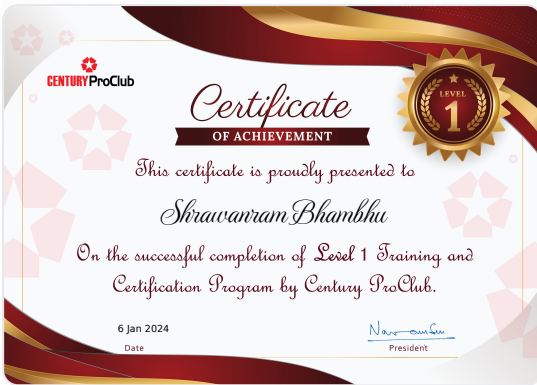 CENTURY ProClub
LEVEL
1
Certificate
OF ACHIEVEMENT
This certificate is proudly presented to
Shrawanram Bhambhu
On the successful completion of Level 1 Training and
Certification Program by Century ProClub.
6 Jan 2024
Date
President